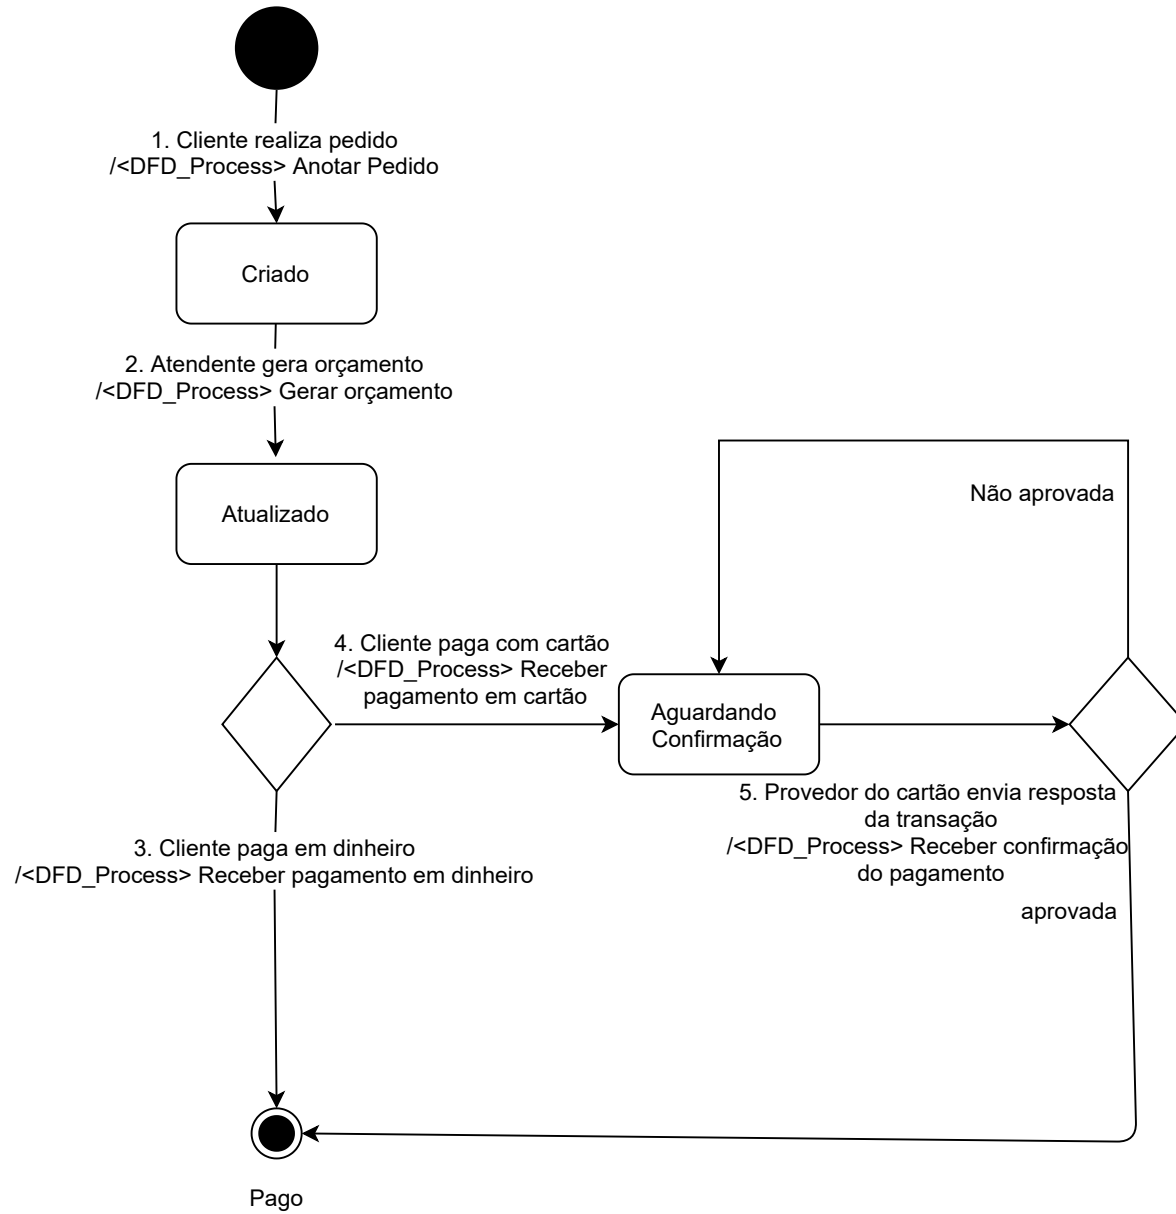 1. Cliente realiza pedido
/<DFD_Process> Anotar Pedido
Criado
2. Atendente gera orçamento
/<DFD_Process> Gerar orçamento
Atualizado
Não aprovada
4. Cliente paga com cartão
/<DFD_Process> Receber
pagamento em cartão
Aguardando
Confirmação
5. Provedor do cartão envia resposta
da transação
/<DFD_Process> Receber confirmação
do pagamento
3. Cliente paga em dinheiro
/<DFD_Process> Receber pagamento em dinheiro
aprovada
Pago